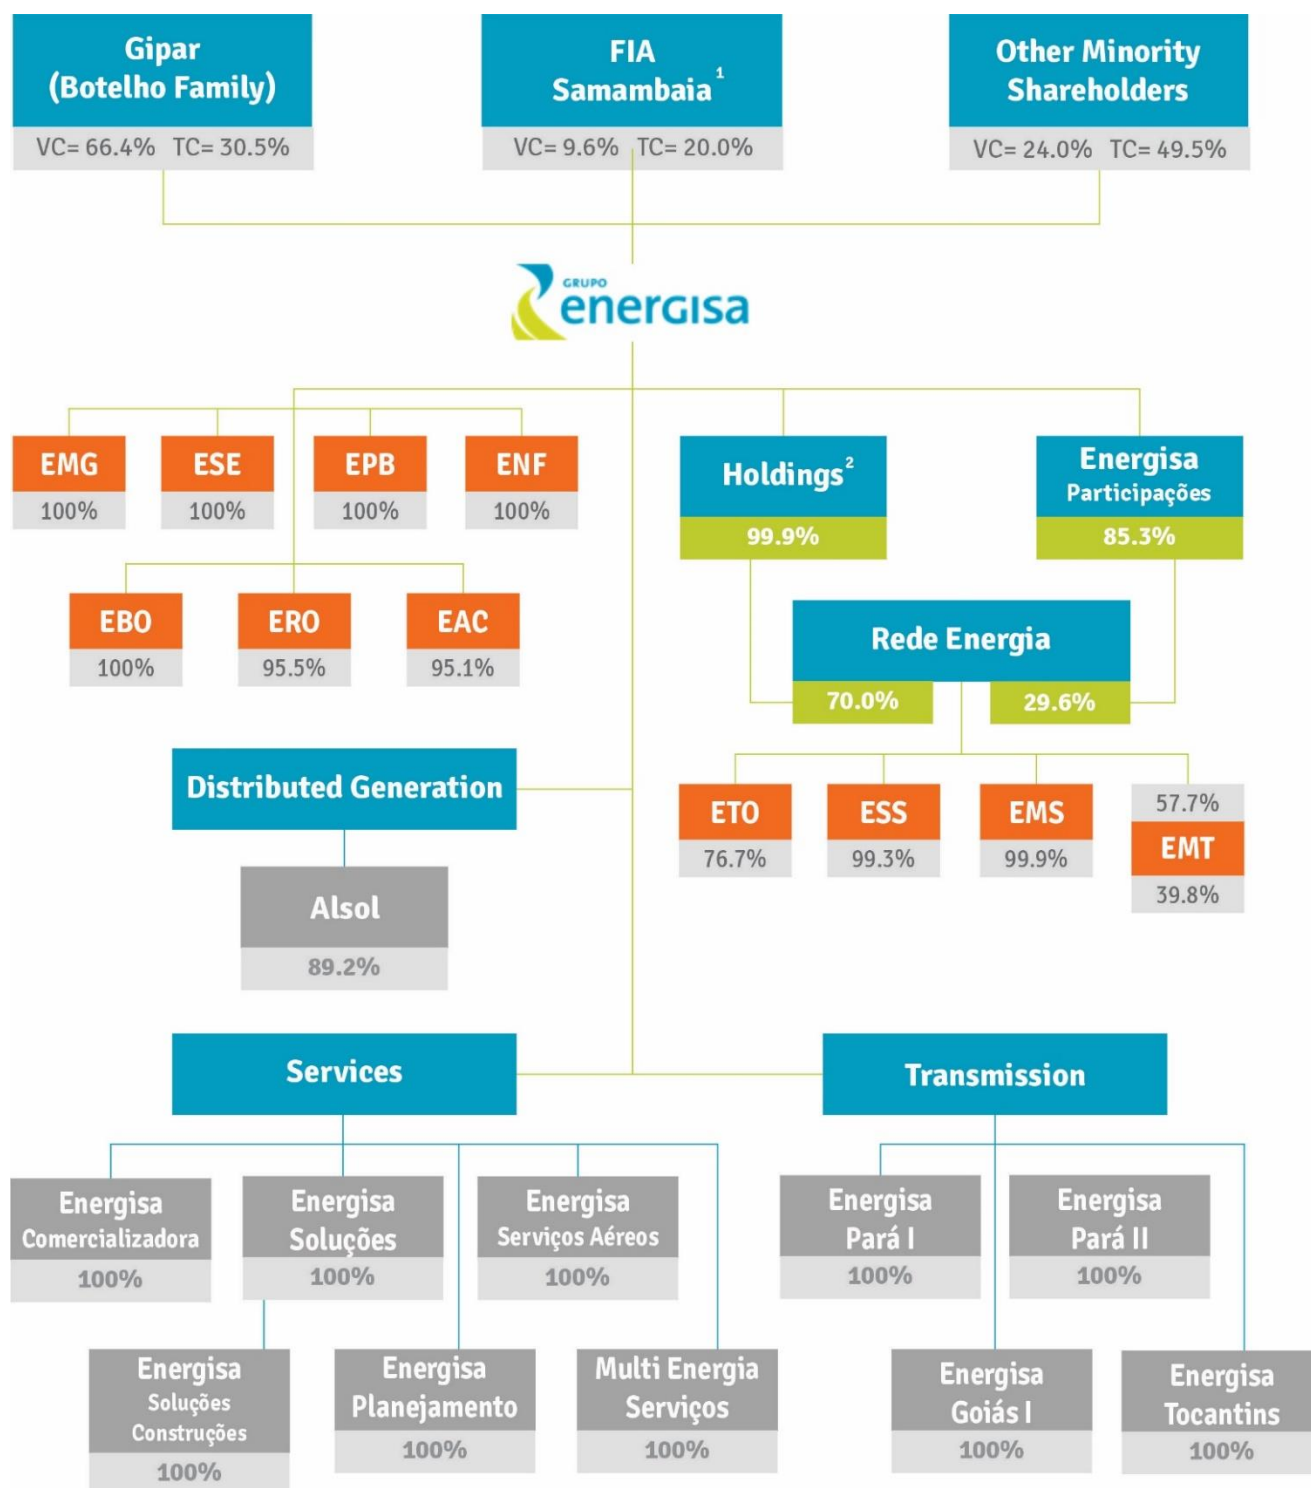 Gipar
(Botelho Family)
VC= 66.4% TC= 30.5%
FIA
Samambaia 1
VC= 9.6% TC= 20.0%
Other Minority
Shareholders
VC= 24.0% TC= 49.5%
GRUPO
energisa
EMG
100%
ESE
100%
EPB
100%
ENF
100%
EBO
100%
ERO
95.5%
EAC
95.1%
Holdings2
99.9%
Energisa
Participações
85.3%
Rede Energia
70.0%
29.6%
ETO
76.7%
ESS
99.3%
EMS
99.9%
57.7%
EMT
39.8%
Distributed Generation
Alsol
89.2%
Services
Energisa
Comercializadora
100%
Energisa
Soluções
100%
Energisa
Serviços Aéreos
100%
Energisa
Soluções
Construções
100%
Energisa
Planejamento
100%
Multi Energia
Serviços
100%
Transmission
Energisa
Pará I
100%
Energisa
Pará II
100%
Energisa
Goiás I
100%
Energisa
Tocantins
100%